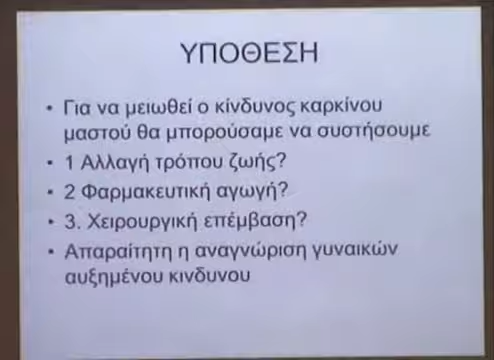 ΥΠΟΘΕΣΗ
• Για να μειωθεί ο κίνδυνος καρκίνου
μαστού θα μπορούσαμε να συστήσουμε
• 1 Αλλαγή τρόπου ζωής?
• 2 Φαρμακευτική αγωγή?
• 3. Χειρουργική επέμβαση?
• Απαραίτητη η αναγνώριση γυναικών
αυξημένου κινδυνου